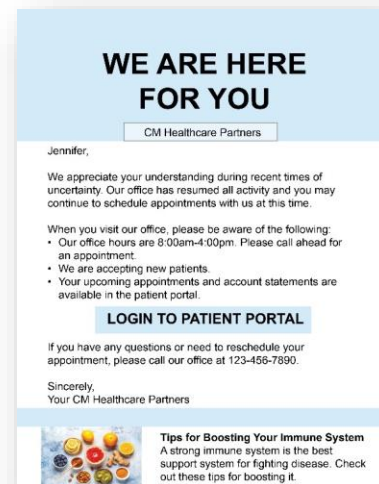 WE ARE HERE
FOR YOU
CM Healthcare Partners
Jennifer,
We appreciate your understanding during recent times of
uncertainty. Our office has resumed all activity and you may
continue to schedule appointments with us at this time.
When you visit our office, please be aware of the following:
• Our office hours are 8:00am-4:00pm. Please call ahead for
an appointment.
• We are accepting new patients.
• Your upcoming appointments and account statements are
available in the patient portal.
LOGIN TO PATIENT PORTAL
If you have any questions or need to reschedule your
appointment, please call our office at 123-456-7890.
Sincerely,
Your CM Healthcare Partners
Tips for Boosting Your Immune System
A strong immune system is the best
support system for fighting disease. Check
out these tips for boosting it.